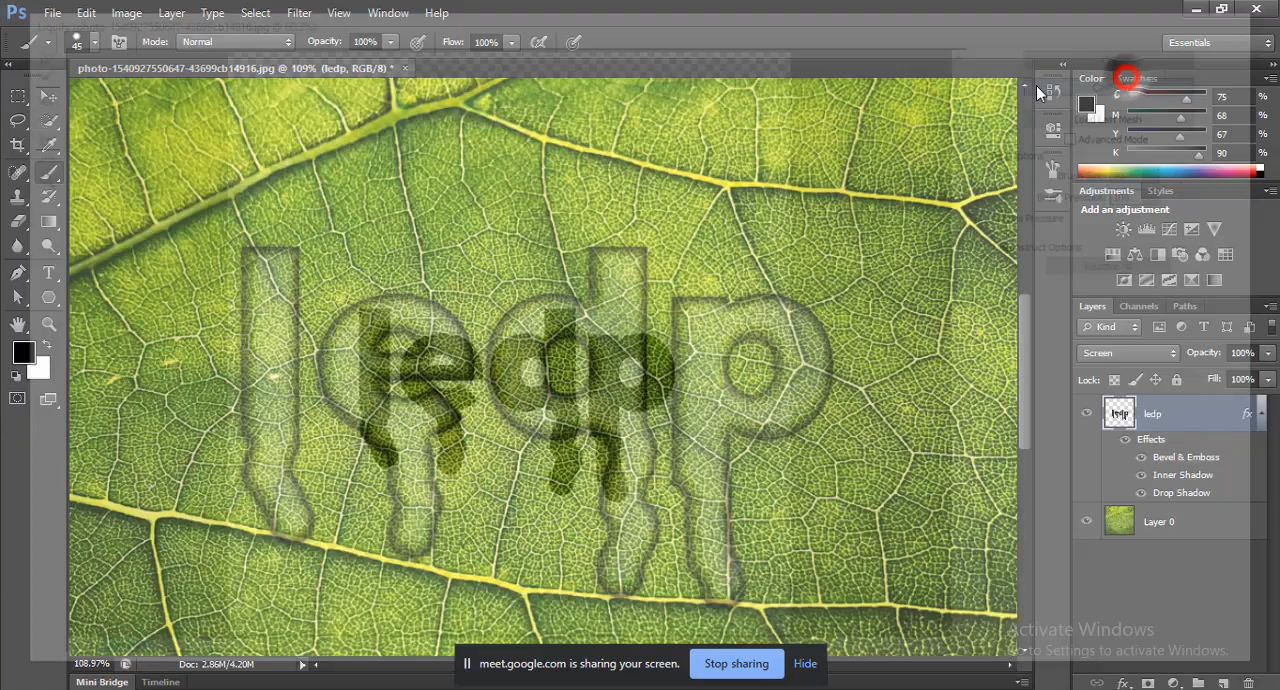 Ps File Edit Image Layer Type Select Filter View Window Help
45 Mode: Normal Opacity: 100% Flow: 100% Essentials
photo-1540927550647-43699cb14916.jpg @ 109% (ledp, RGB/8) * ×
Color Swatches
C 75 %
M 68 %
Advanced Mode
Y 67 %
K 90 %
Adjustments Styles
Add an adjustment
ledp
Layers Channels Paths
Kind
Screen Opacity: 100%
Lock: Fill: 100%
ledp fx
Effects
Bevel & Emboss
Inner Shadow
Drop Shadow
Layer 0
Activate Windows
Go to Settings to activate Windows.
108.97% Doc: 2.86M/4.20M
meet.google.com is sharing your screen. Stop sharing Hide
Mini Bridge Timeline